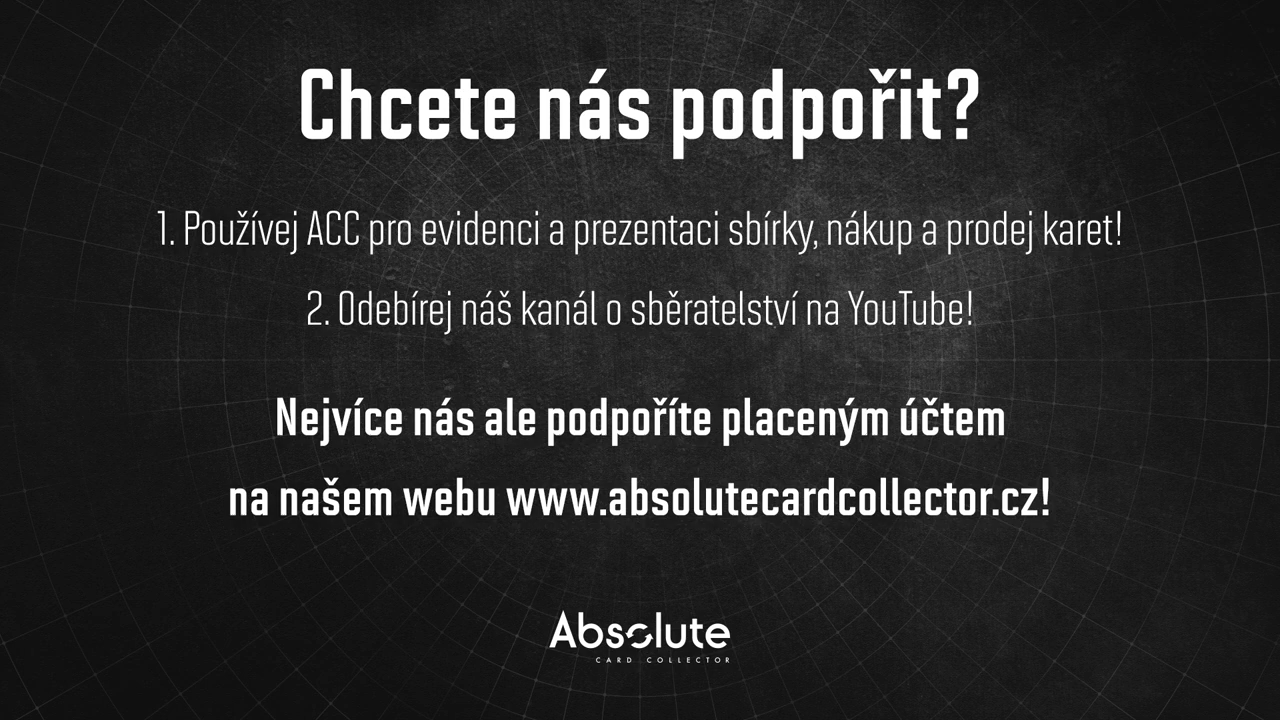 Chcete nás podpořit?
1. Používej ACC pro evidenci a prezentaci sbírky, nákup a prodej karet!
2. Odebírej náš kanál o sběratelství na YouTube!
Nejvíce nás ale podpoříte placeným účtem
na našem webu www.absolutecardcollector.cz!
Absolute
CARD COLLECTOR